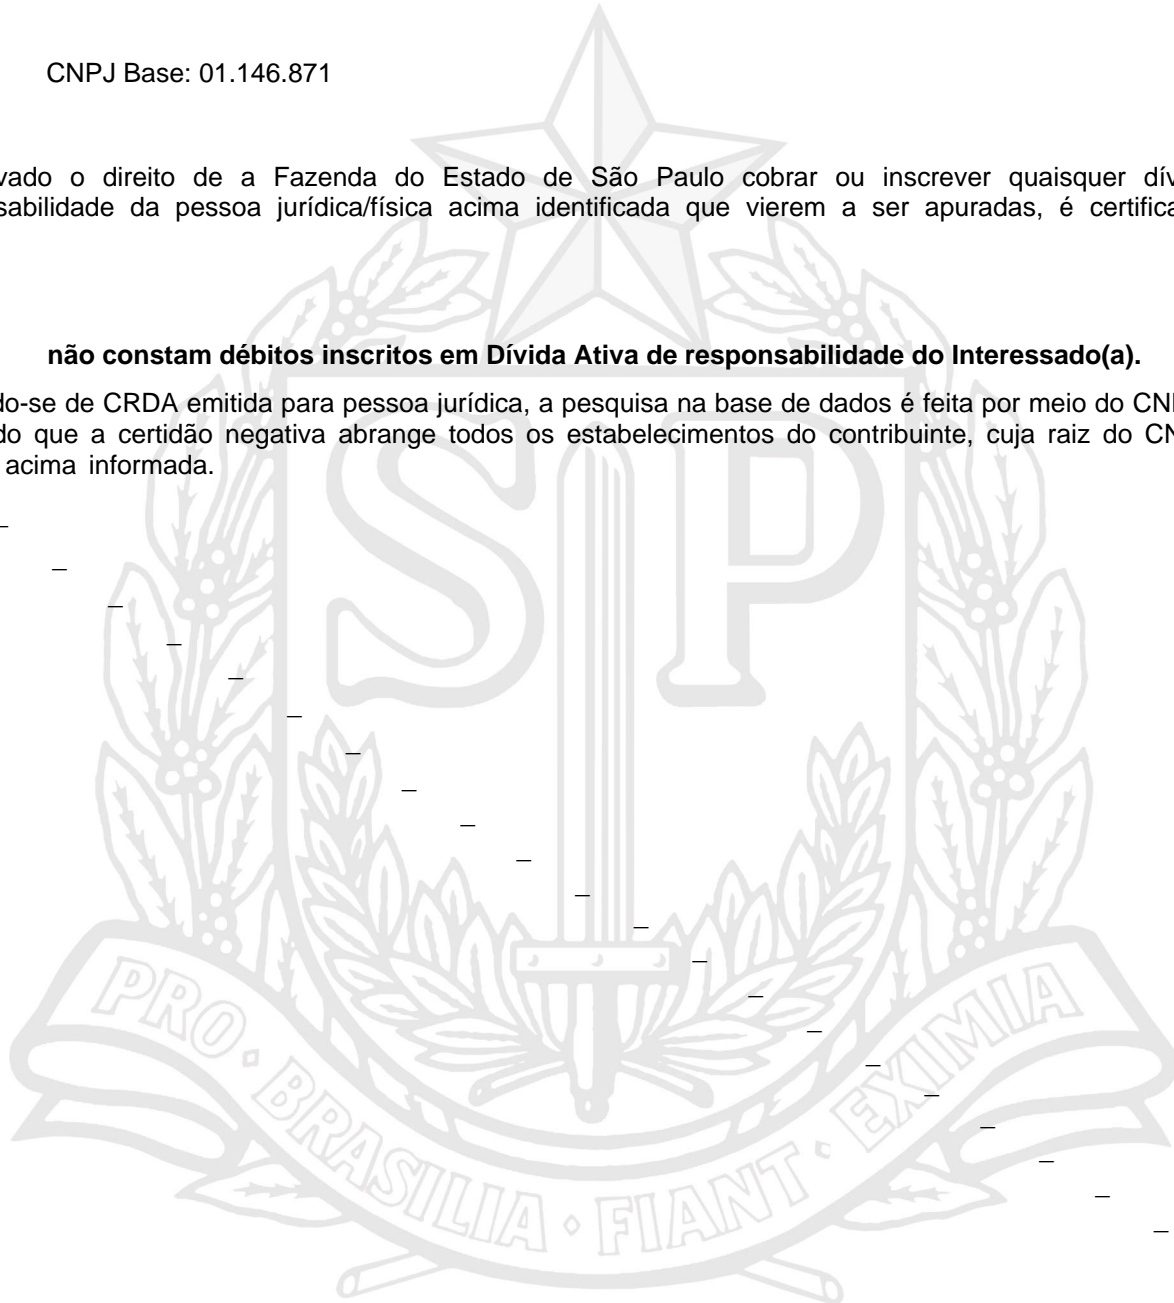 CNPJ Base: 01.146.871
vado o direito de a Fazenda do Estado de São Paulo cobrar ou inscrever quaisquer dív
sabilidade da pessoa jurídica/física acima identificada que vierem a ser apuradas, é certifica
não constam débitos inscritos em Dívida Ativa de responsabilidade do Interessado(a).
do-se de CRDA emitida para pessoa jurídica, a pesquisa na base de dados é feita por meio do CN
do que a certidão negativa abrange todos os estabelecimentos do contribuinte, cuja raiz do CN
acima informada.
SP
PRO • BRASILIA • FIANT • EXIMIA